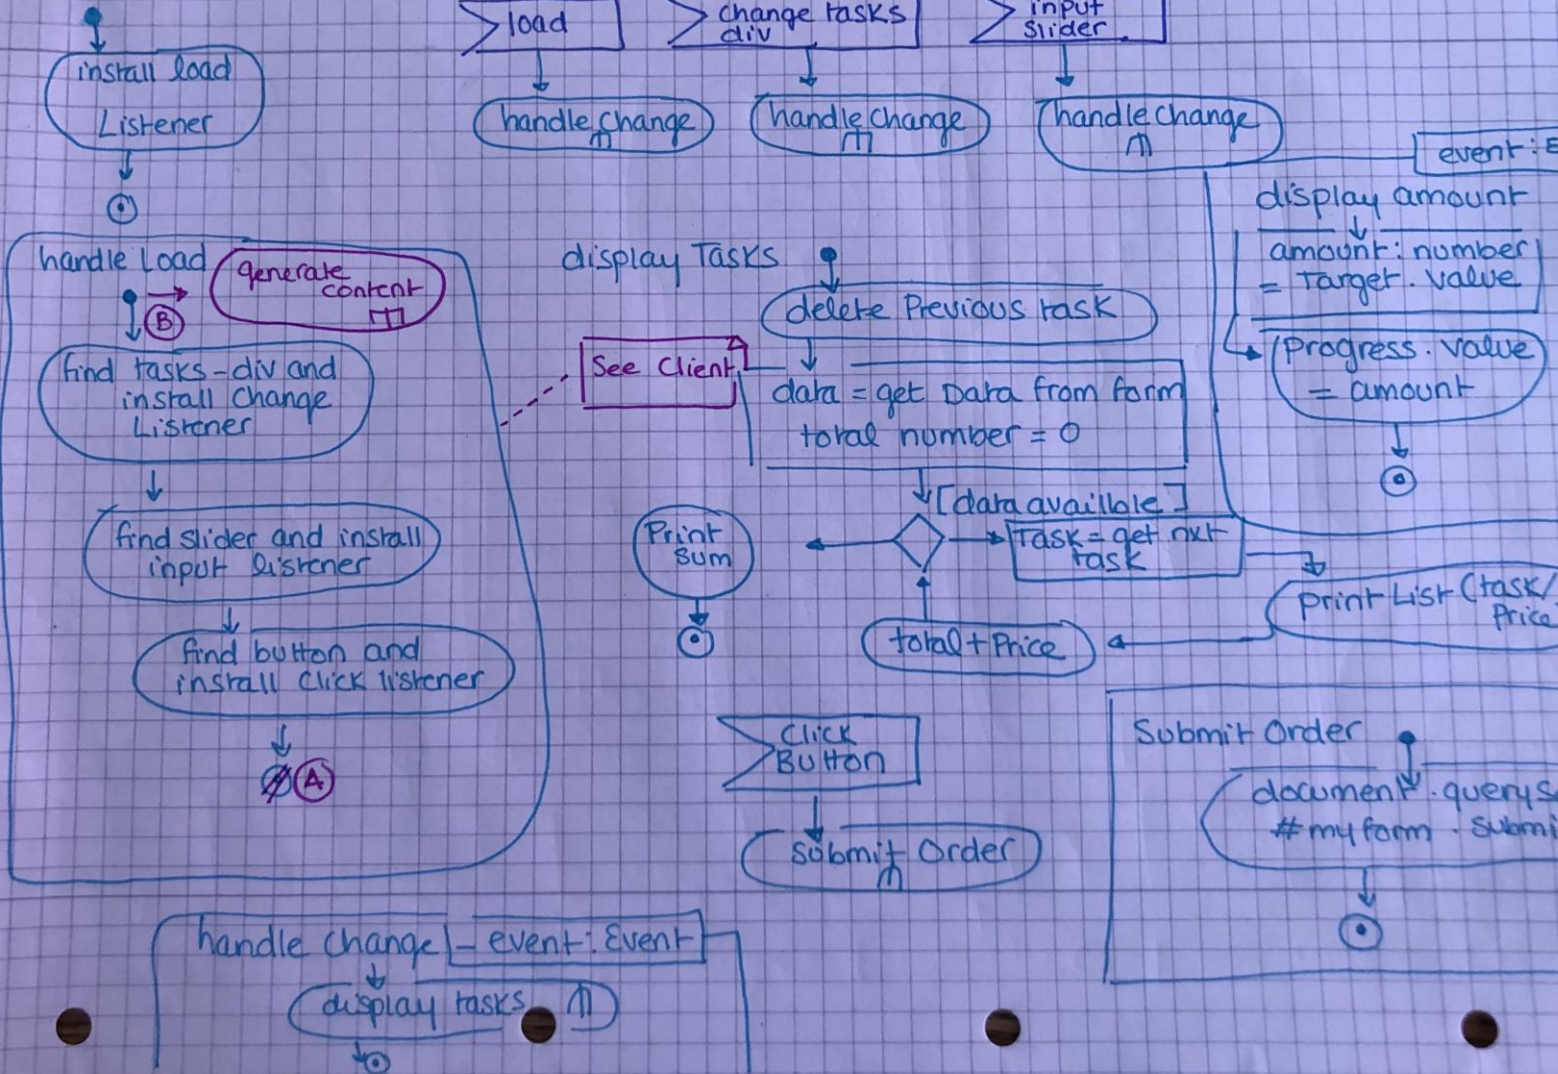 install load
Listener
load
change tasks
div
input
slider
handle change
handle change
handle change
event: E
display amount
amount: number
= Target. value
Progress. value
= amount
handle Load
generate
content
B
find tasks-div and
install Change
Listener
find slider and install
input listener
find button and
install click listener
A
See Client
display Tasks
delete Previous task
data = get Data from form
total number = 0
[data availlble]
Print
sum
Task = get nxt
task
print List (task/
Price
total + Price
Click
Button
Submit Order
Submit Order
document.queryS
#myform . Submi
handle change - event: Event
display tasks